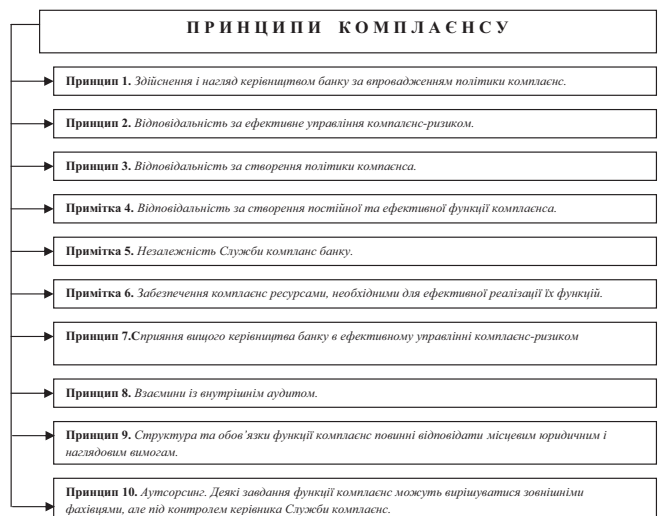 ПРИНЦИПИ КОМПЛАЄНСУ
Принцип 1. Здійснення і нагляд керівництвом банку за впровадженням політики комплаєнс.
Принцип 2. Відповідальність за ефективне управління компалєнс-ризиком.
Принцип 3. Відповідальність за створення політики компаєнса.
Примітка 4. Відповідальність за створення постійної та ефективної функції комплаєнса.
Примітка 5. Незалежність Служби компланс банку.
Примітка 6. Забезпечення комплаєнс ресурсами, необхідними для ефективної реалізації їх функцій.
Принцип 7.Сприяння вищого керівництва банку в ефективному управлінні комплаєнс-ризиком
Принцип 8. Взаємини із внутрішнім аудитом.
Принцип 9. Структура та обов’язки функції комплаєнс повинні відповідати місцевим юридичним і
наглядовим вимогам.
Принцип 10. Аутсорсинг. Деякі завдання функції комплаєнс можуть вирішуватися зовнішніми
фахівцями, але під контролем керівника Служби комплаєнс.